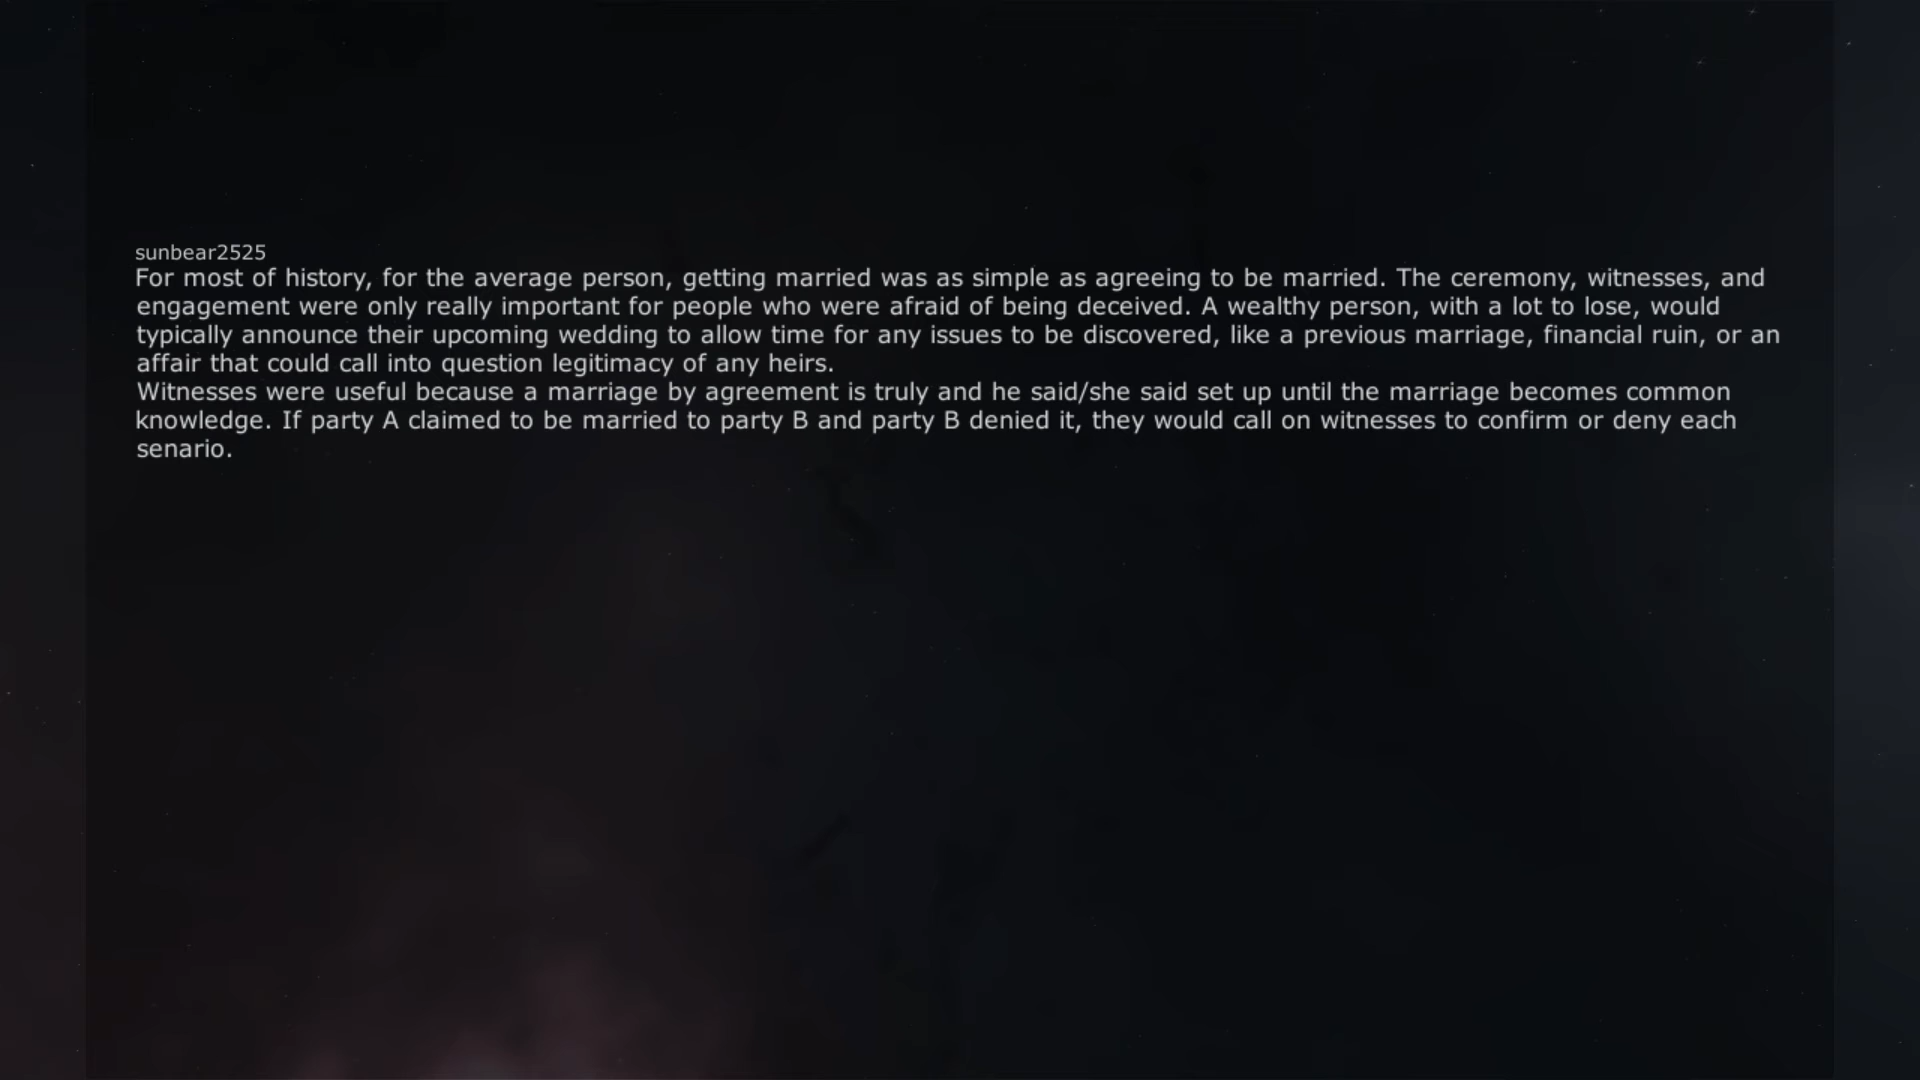 sunbear2525
For most of history, for the average person, getting married was as simple as agreeing to be married. The ceremony, witnesses, and
engagement were only really important for people who were afraid of being deceived. A wealthy person, with a lot to lose, would
typically announce their upcoming wedding to allow time for any issues to be discovered, like a previous marriage, financial ruin, or an
affair that could call into question legitimacy of any heirs.
Witnesses were useful because a marriage by agreement is truly and he said/she said set up until the marriage becomes common
knowledge. If party A claimed to be married to party B and party B denied it, they would call on witnesses to confirm or deny each
senario.